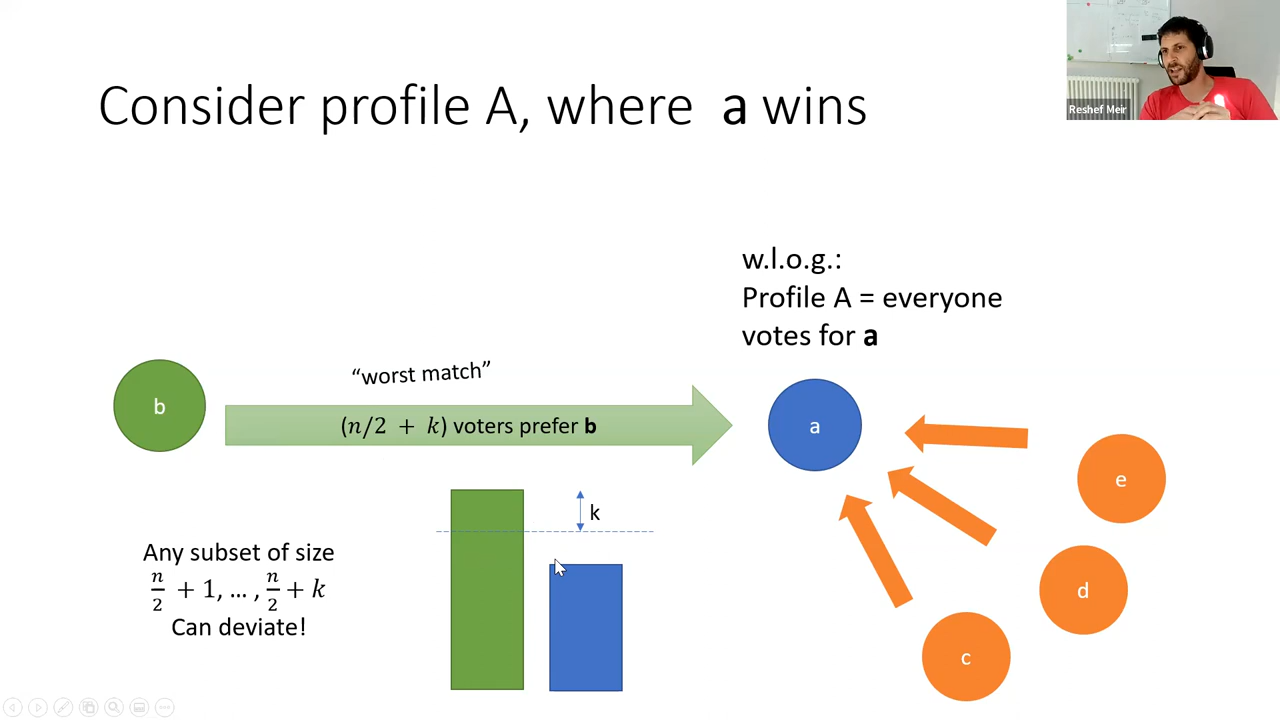 Consider profile A, where a wins
Reshef Meir
w.l.o.g.:
Profile A = everyone
votes for a
"worst match"
b
(n/2 + k) voters prefer b
a
e
k
Any subset of size
n/2 + 1, … , n/2 + k
Can deviate!
d
c